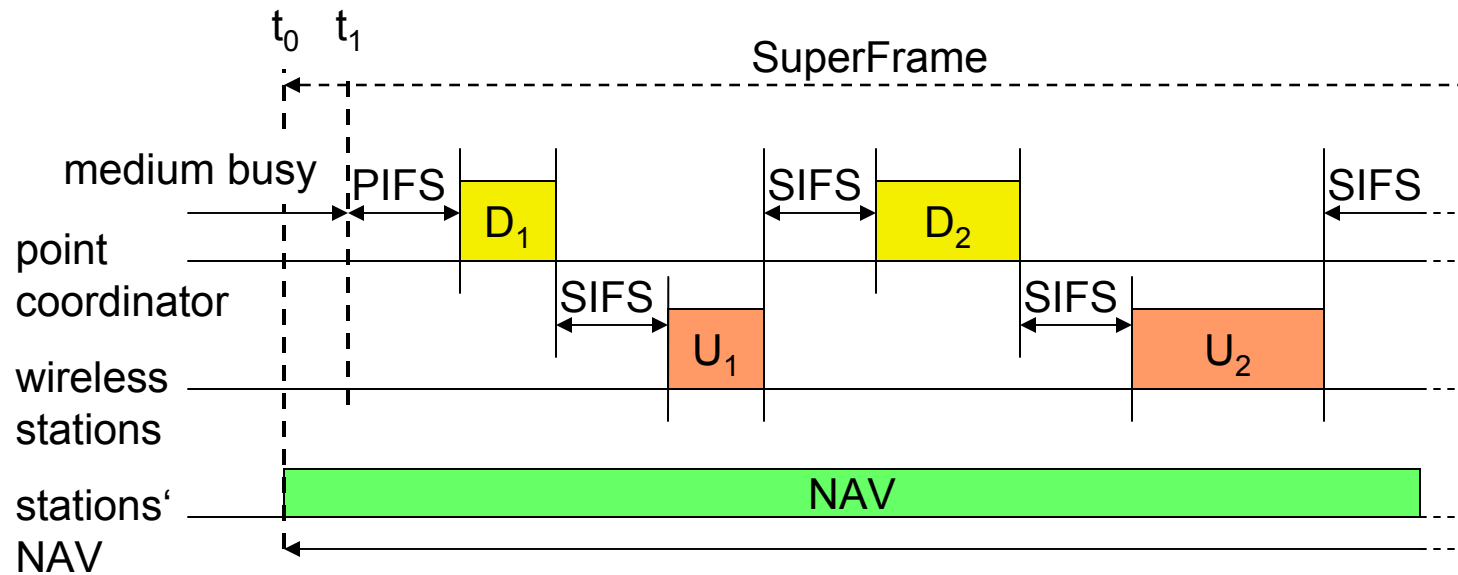 t₀ t₁
SuperFrame
medium busy
PIFS
D₁
SIFS
D₂
SIFS
point
coordinator
SIFS
U₁
SIFS
U₂
wireless
stations
stations‘
NAV
NAV